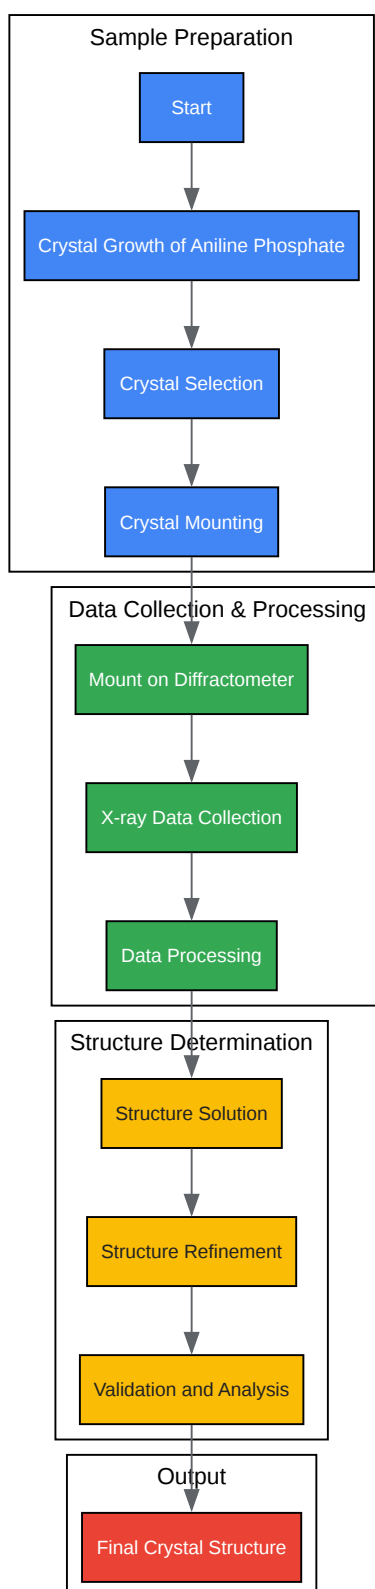 Sample Preparation
Start
Crystal Growth of Aniline Phosphate
Crystal Selection
Crystal Mounting
Data Collection & Processing
Mount on Diffractometer
X-ray Data Collection
Data Processing
Structure Determination
Structure Solution
Structure Refinement
Validation and Analysis
Output
Final Crystal Structure